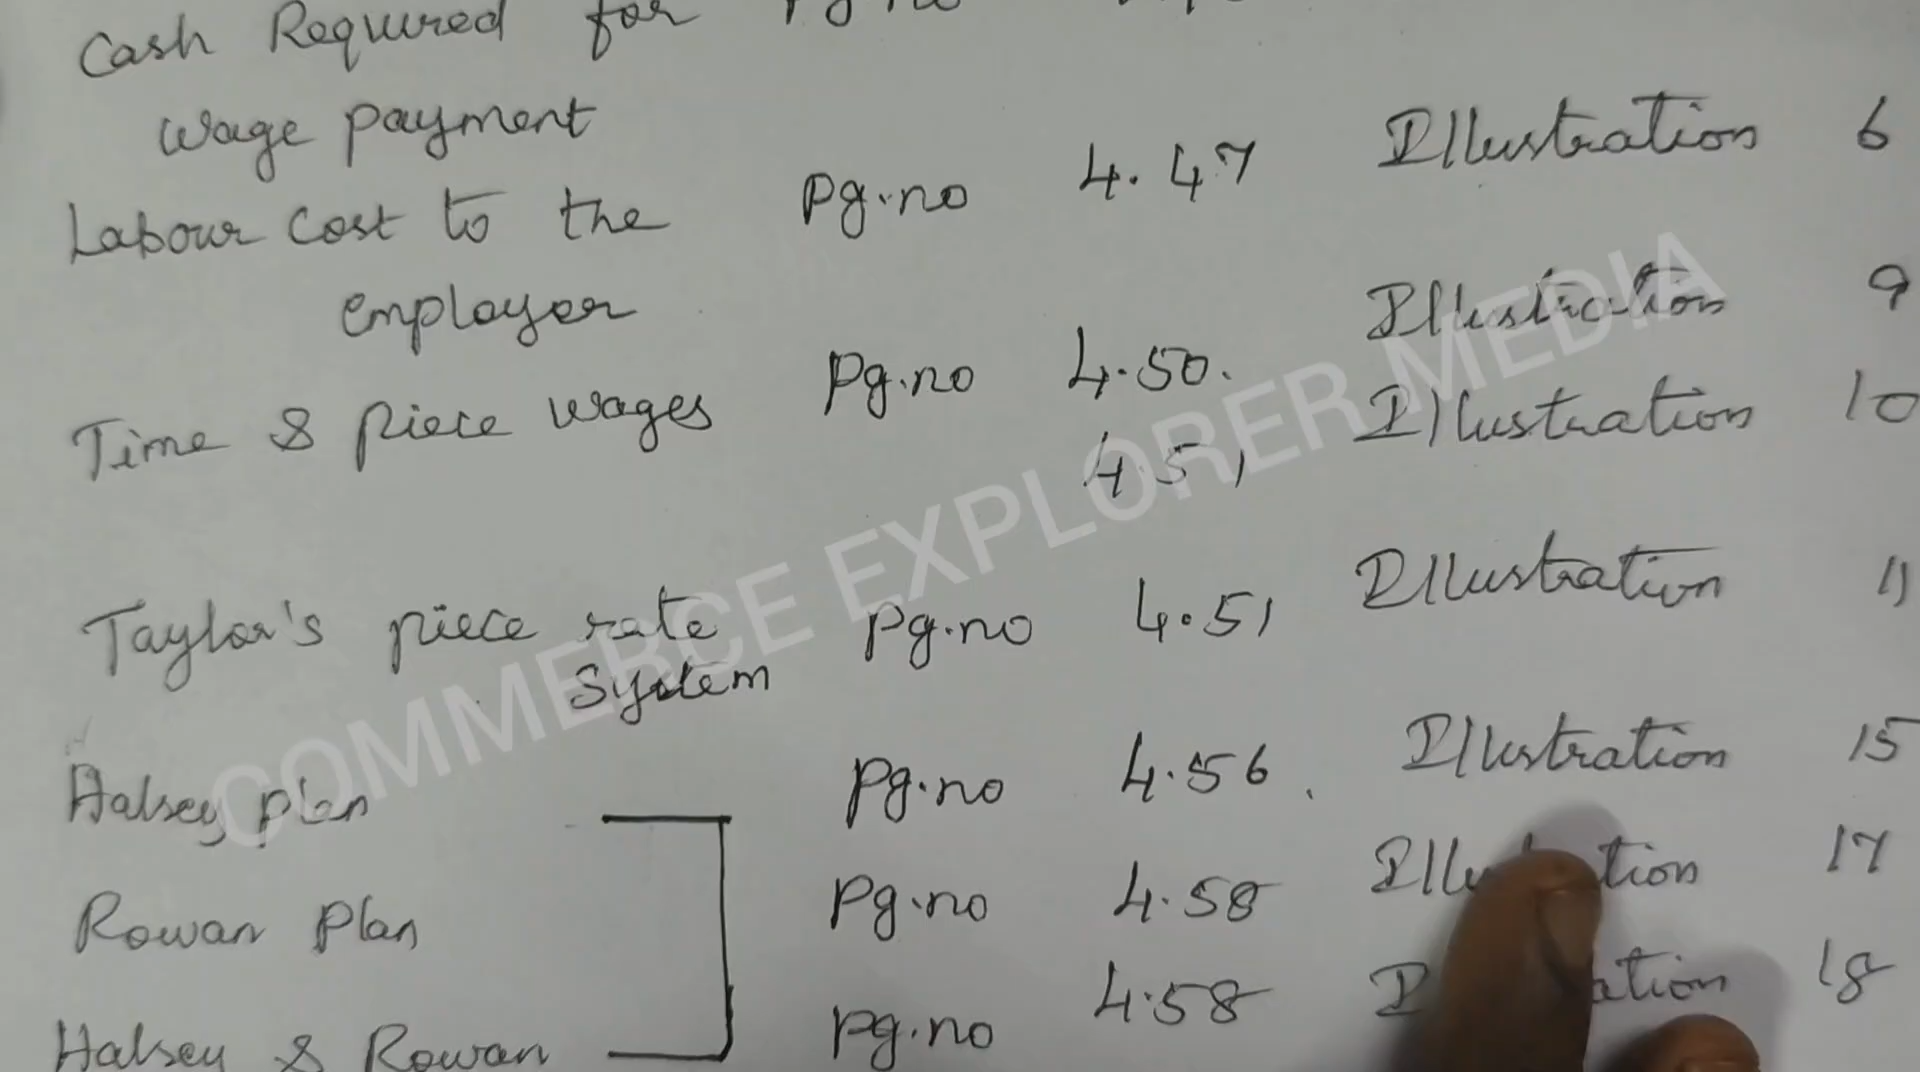 Cash Required for Pg no
wage payment
Labour cost to the Pg.no 4.47 Illustration 6
employer
Time & piece wages Pg.no 4.50. Illustration 9
4.51 Illustration 10
Taylor's piece rate Pg.no 4.51 Illustration 11
System
Halsey plan Pg.no 4.56. Illustration 15
Rowan Plan Pg.no 4.58 Illustration 17
Halsey & Rowan Pg.no 4.58 18
COMMERCE EXPLORER MEDIA